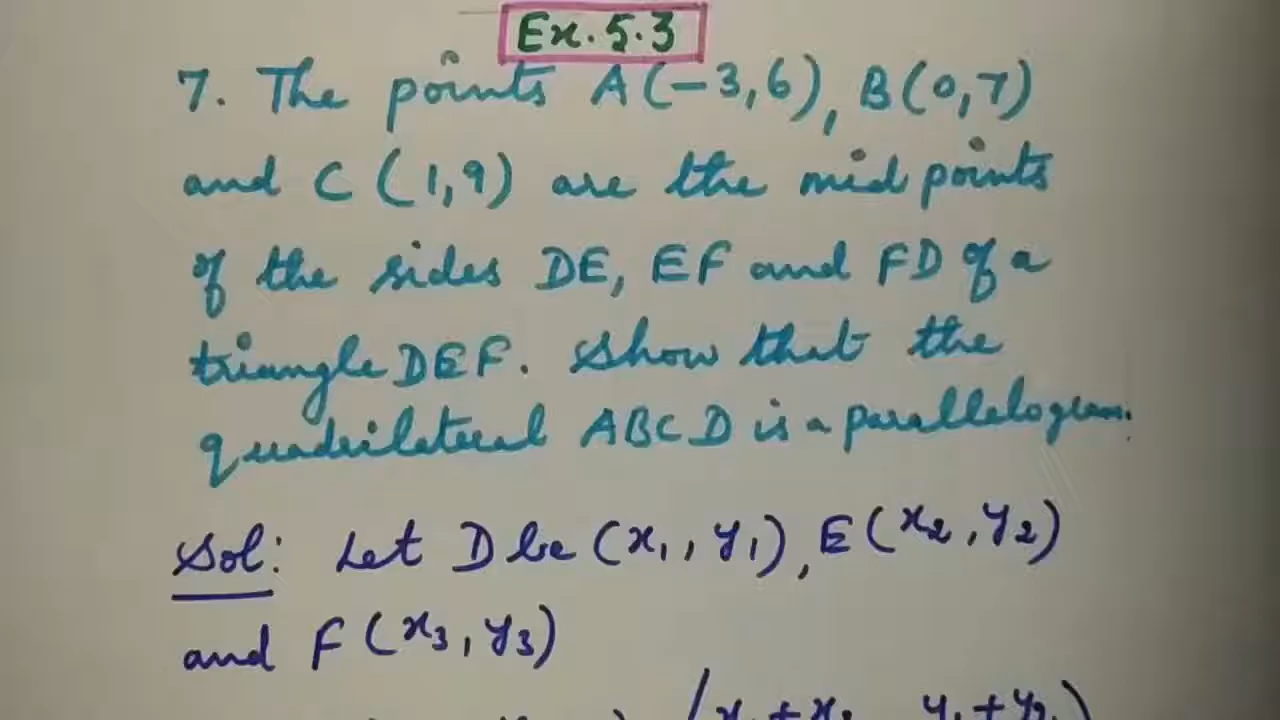 Ex. 5.3
7. The points A(-3,6), B(0,7)
and C (1,9) are the mid points
of the sides DE, EF and FD of a
triangle DEF. Show that the
quadrilateral ABCD is a parallelogram.
Sol: Let D be (x₁, y₁), E(x₂, y₂)
and F(x₃, y₃)